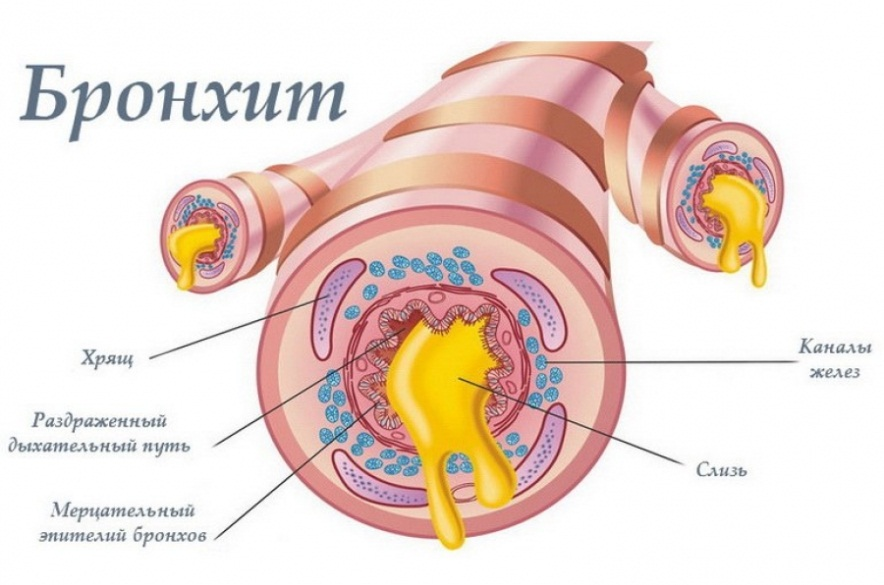 Бронхит
Хрящ
Раздраженный
дыхательный путь
Мерцательный
эпителий бронхов
Каналы
желез
Слизь